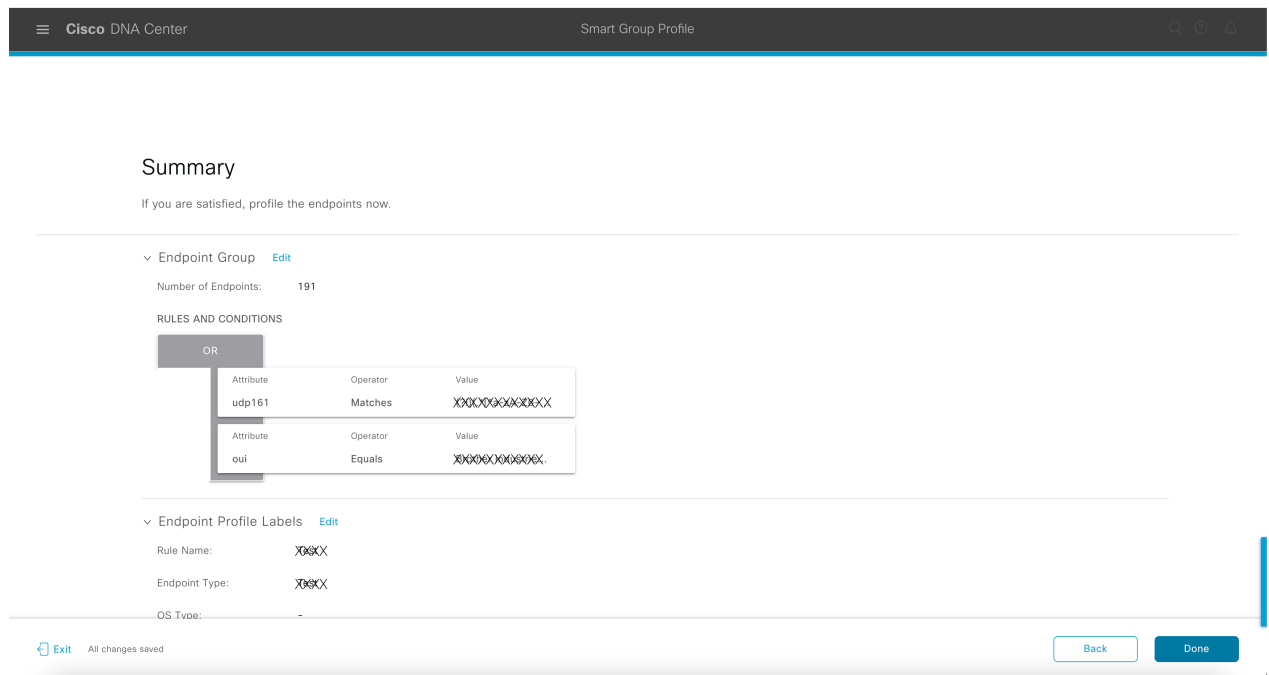 Cisco DNA Center
Smart Group Profile
Summary
If you are satisfied, profile the endpoints now.
Endpoint Group Edit
Number of Endpoints: 191
RULES AND CONDITIONS
OR
Attribute Operator Value
udp161 Matches
Attribute Operator Value
oui Equals
Endpoint Profile Labels Edit
Rule Name:
Endpoint Type:
OS Type: -
Exit All changes saved
Back Done